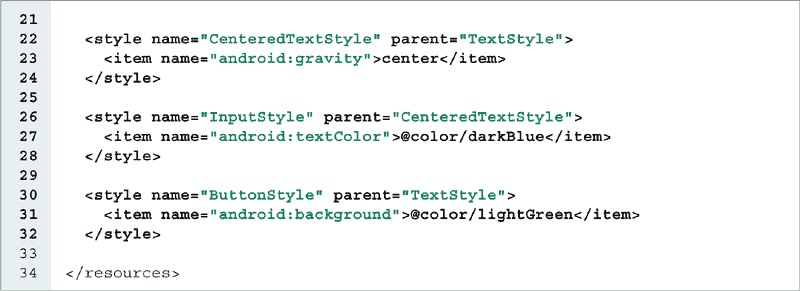 21
22 <style name="CenteredTextStyle" parent="TextStyle">
23 <item name="android:gravity">center</item>
24 </style>
25
26 <style name="InputStyle" parent="CenteredTextStyle">
27 <item name="android:textColor">@color/darkBlue</item>
28 </style>
29
30 <style name="ButtonStyle" parent="TextStyle">
31 <item name="android:background">@color/lightGreen</item>
32 </style>
33
34 </resources>